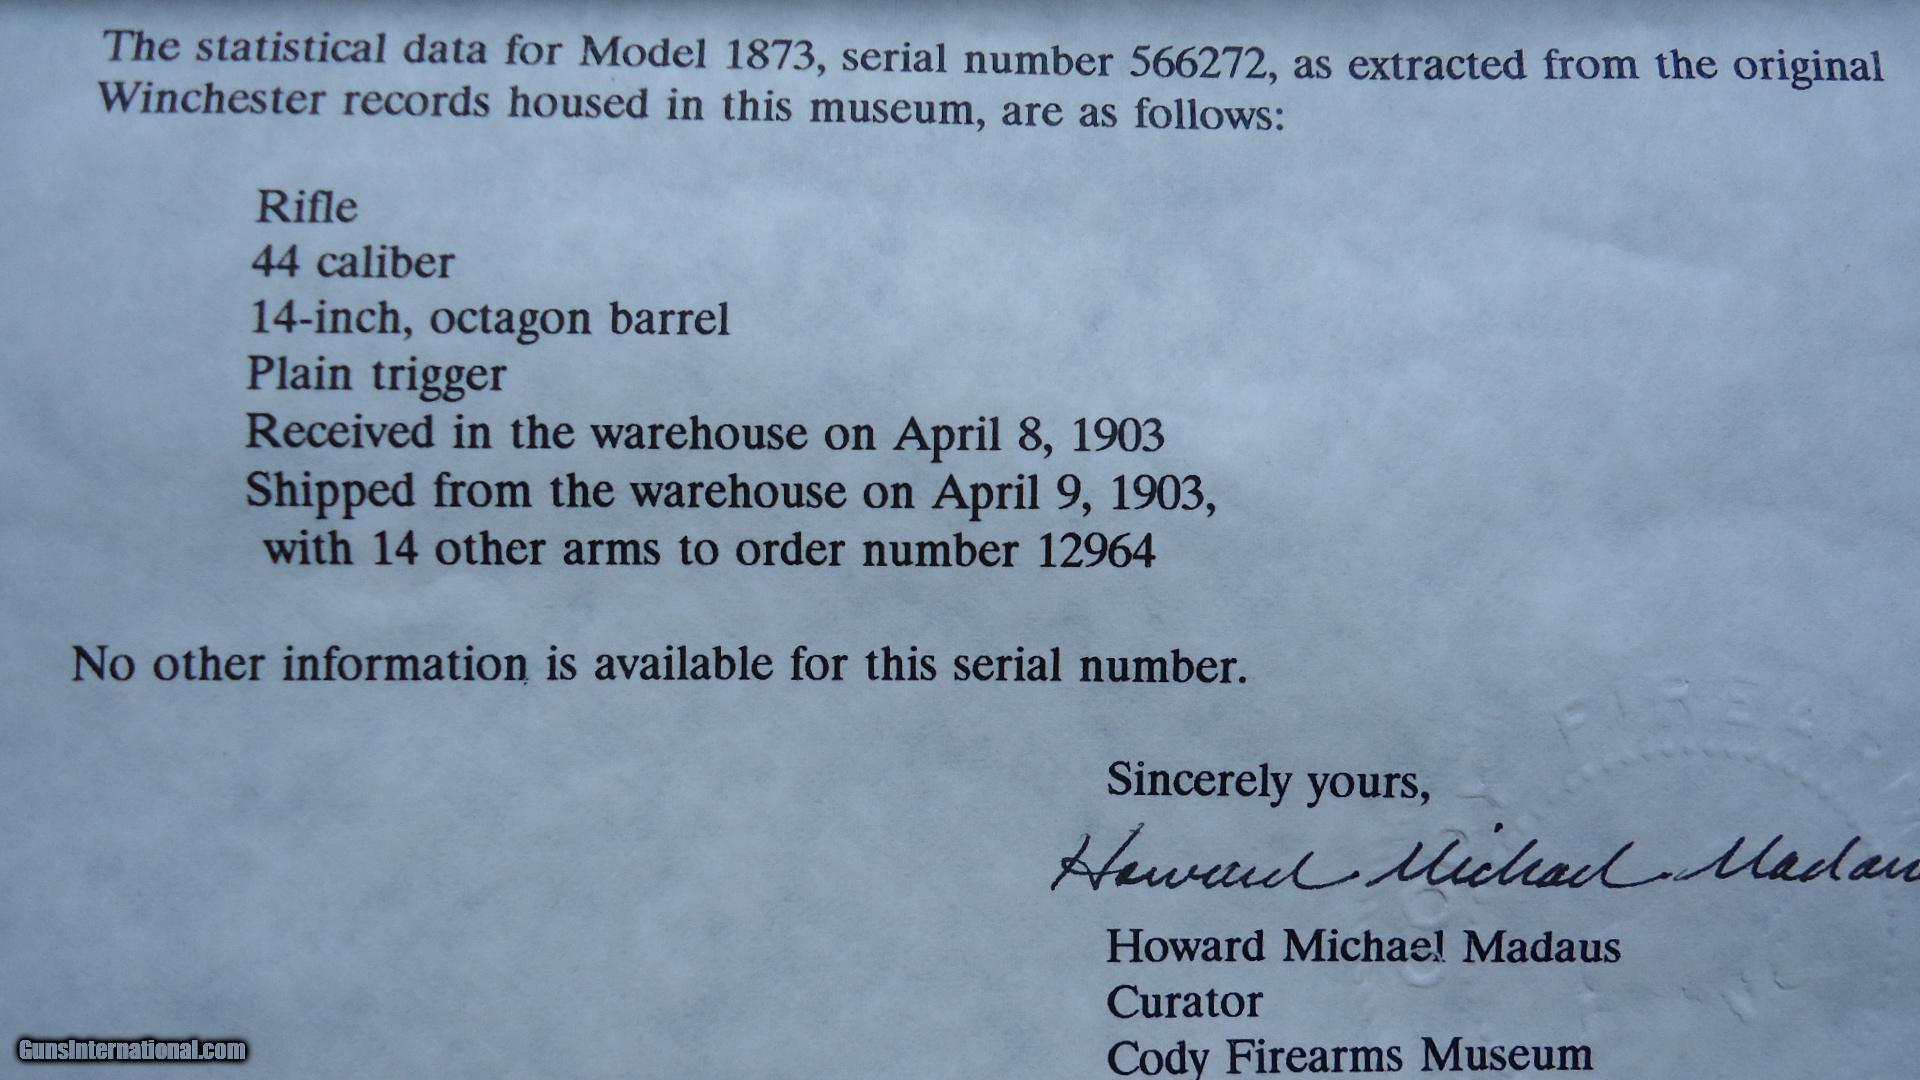 The statistical data for Model 1873, serial number 566272, as extracted from the original
Winchester records housed in this museum, are as follows:
Rifle
44 caliber
14-inch, octagon barrel
Plain trigger
Received in the warehouse on April 8, 1903
Shipped from the warehouse on April 9, 1903,
with 14 other arms to order number 12964
No other information is available for this serial number.
Sincerely yours,
Howard Michael Madaus
Howard Michael Madaus
Curator
Cody Firearms Museum
GunsInternational.com